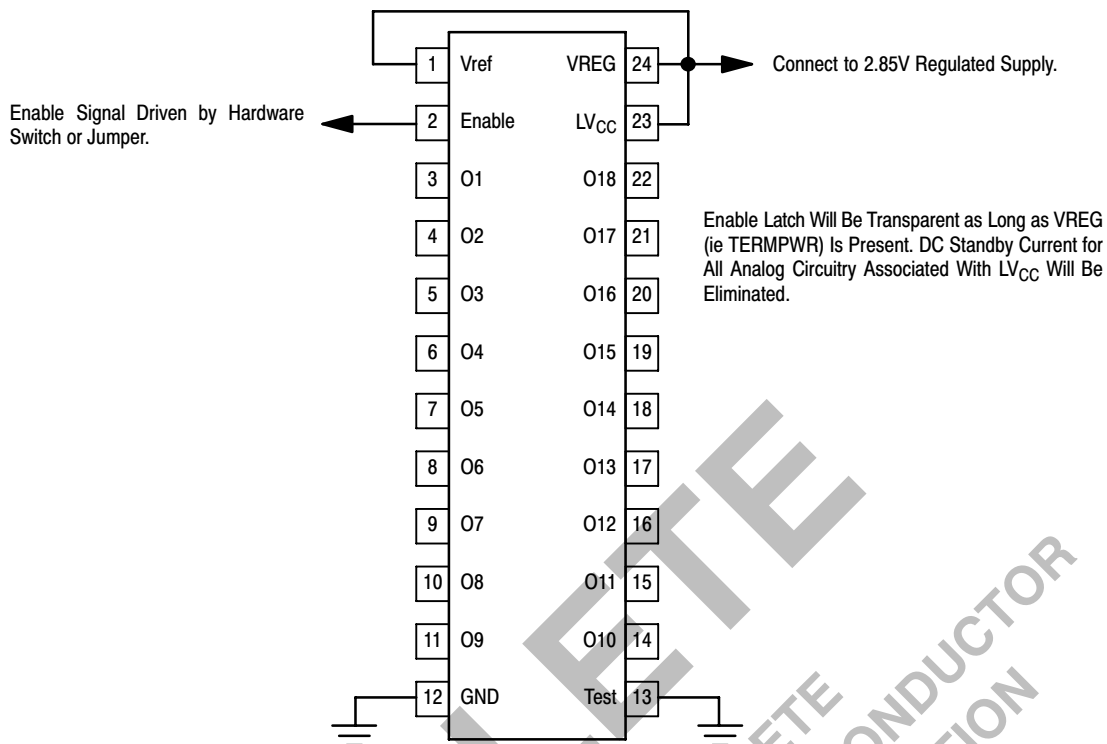 1 Vref VREG 24
Connect to 2.85V Regulated Supply.
Enable Signal Driven by Hardware
Switch or Jumper.
2 Enable LVCC 23
3 O1 O18 22
Enable Latch Will Be Transparent as Long as VREG
(ie TERMPWR) Is Present. DC Standby Current for
All Analog Circuitry Associated With LVCC Will Be
Eliminated.
4 O2 O17 21
5 O3 O16 20
6 O4 O15 19
7 O5 O14 18
8 O6 O13 17
9 O7 O12 16
10 O8 O11 15
11 O9 O10 14
12 GND Test 13